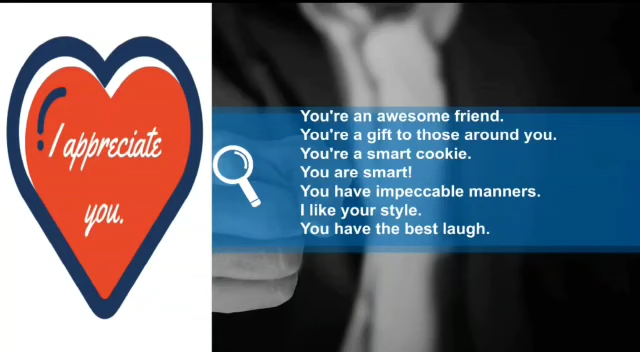 I appreciate
you.
You're an awesome friend.
You're a gift to those around you.
You're a smart cookie.
You are smart!
You have impeccable manners.
I like your style.
You have the best laugh.